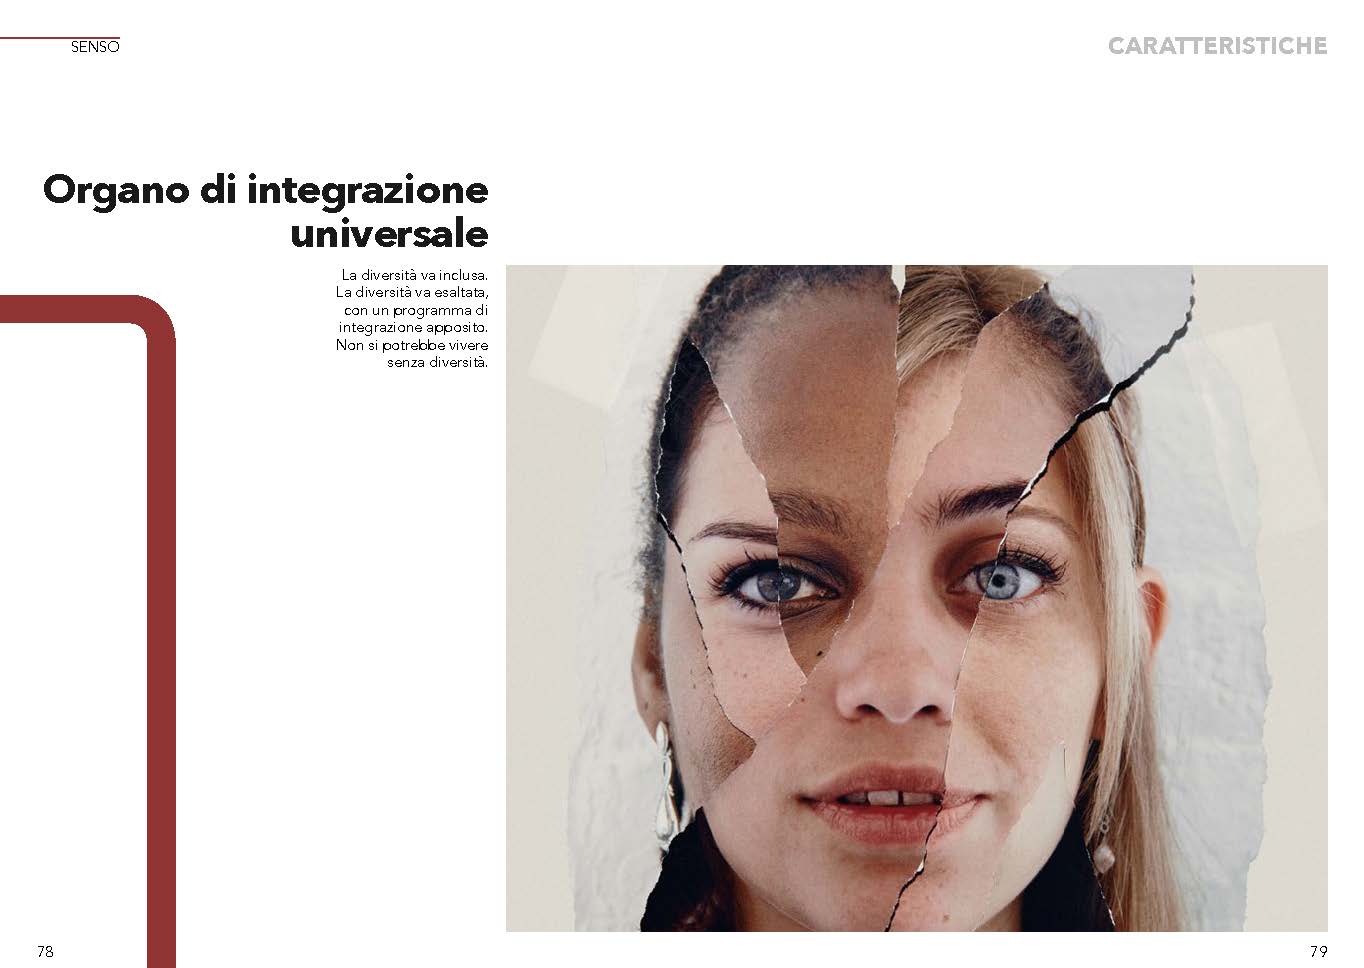 SENSO
CARATTERISTICHE
Organo di integrazione
universale
La diversità va inclusa.
La diversità va esaltata,
con un programma di
integrazione apposito.
Non si potrebbe vivere
senza diversità.
78
79